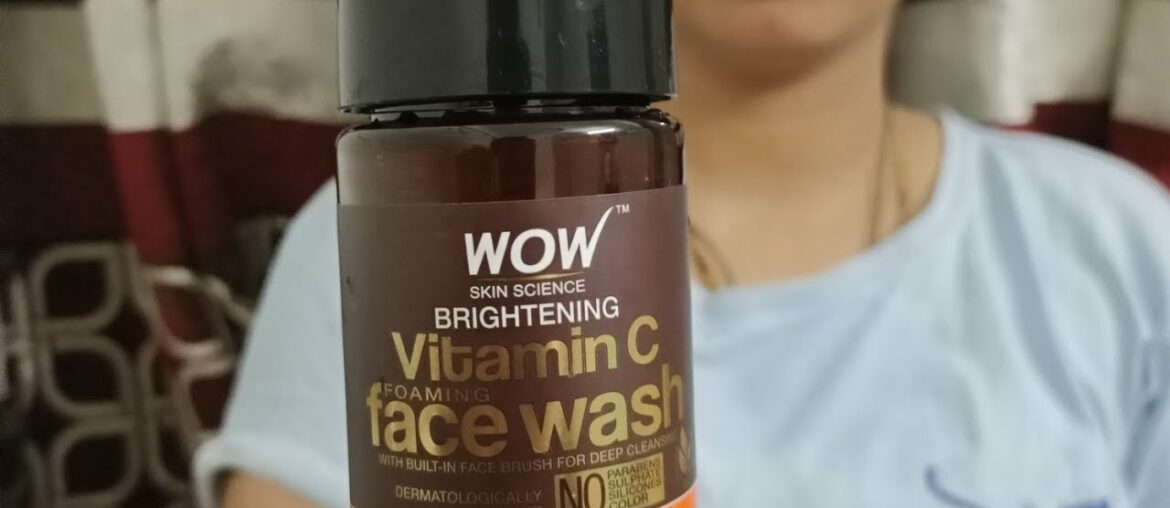 WOW™
SKIN SCIENCE
BRIGHTENING
Vitamin C
FOAMING
face wash
WITH BUILT-IN FACE BRUSH FOR DEEP CLEANSING
DERMATOLOGICALLY
NO
PARABENS
SULPHATE
SILICONES
COLOR